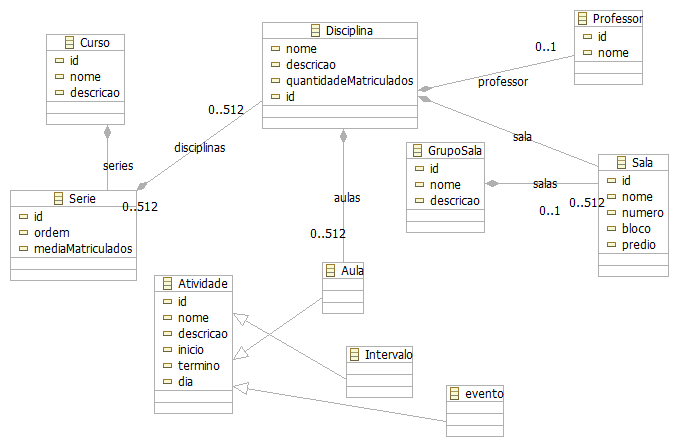 Curso
id
nome
descricao
Disciplina
nome
descricao
quantidadeMatriculados
id
Professor
id
nome
0..1
professor
0..512
disciplinas
series
sala
aulas
GrupoSala
id
nome
descricao
salas
0..1
0..512
Sala
id
nome
numero
bloco
predio
Serie
id
ordem
mediaMatriculados
0..512
0..512
Aula
Atividade
id
nome
descricao
inicio
termino
dia
Intervalo
evento